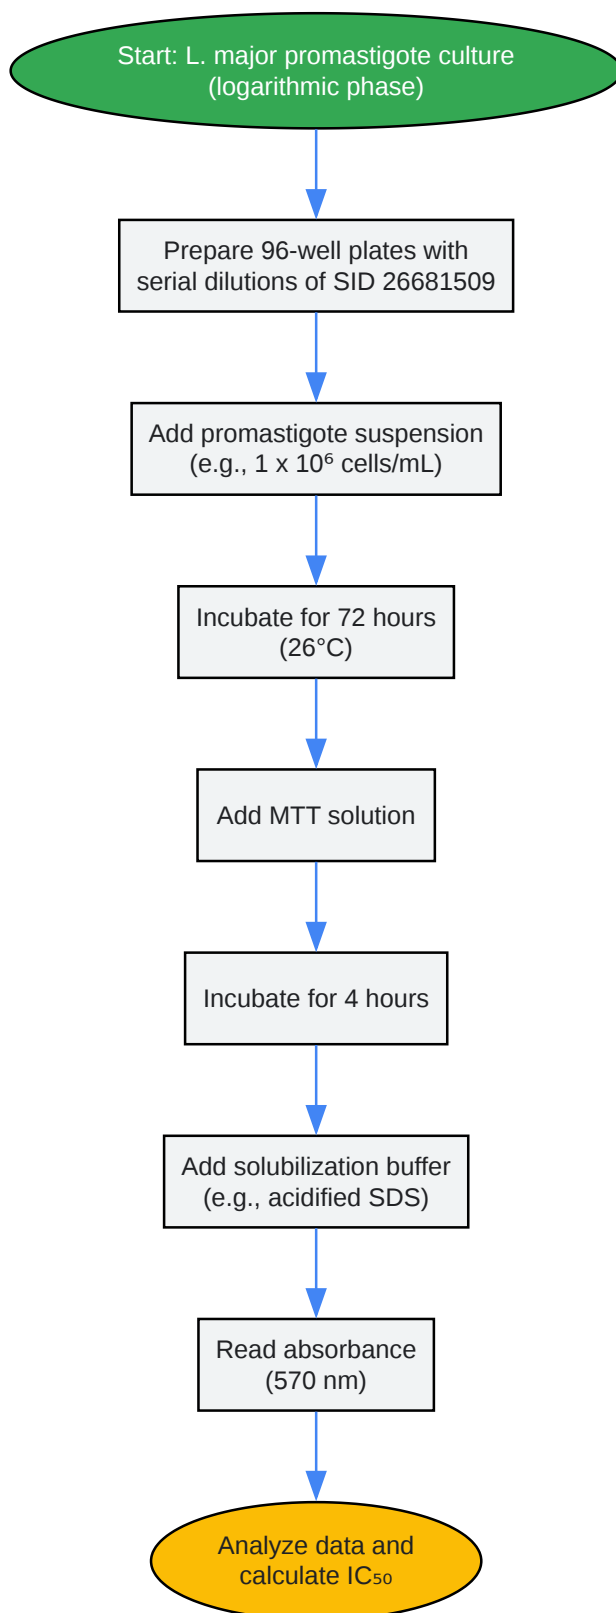 Start: L. major promastigote culture
(logarithmic phase)
Prepare 96-well plates with
serial dilutions of SID 26681509
Add promastigote suspension
(e.g., 1 x 10⁶ cells/mL)
Incubate for 72 hours
(26°C)
Add MTT solution
Incubate for 4 hours
Add solubilization buffer
(e.g., acidified SDS)
Read absorbance
(570 nm)
Analyze data and
calculate IC₅₀